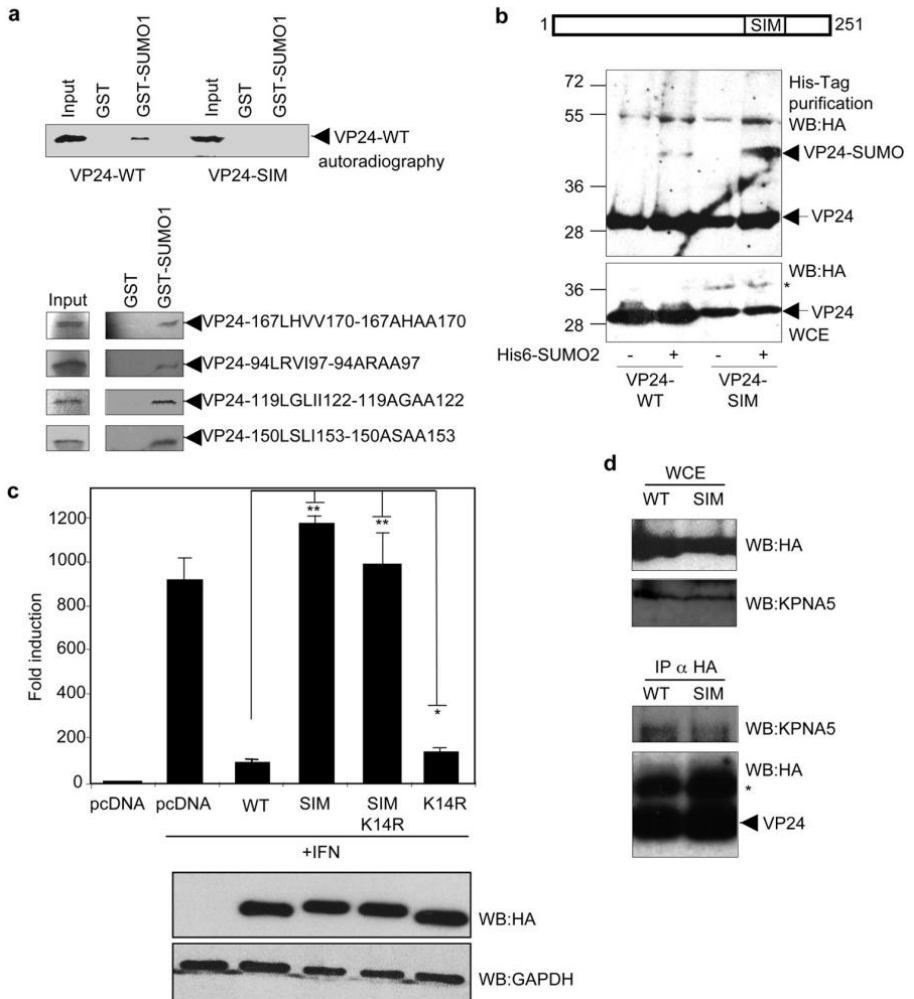 a
Input
GST
GST-SUMO1
Input
GST
GST-SUMO1
VP24-WT
autoradiography
VP24-WT VP24-SIM
Input
GST
GST-SUMO1
VP24-167LHVV170-167AHAA170
VP24-94LRVI97-94ARAA97
VP24-119LGLII122-119AGAA122
VP24-150LSLI153-150ASAA153
b
1 SIM 251
72
55
36
28
His-Tag
purification
WB:HA
VP24-SUMO
VP24
36
28
WB:HA
*
VP24
WCE
His6-SUMO2 - + - +
VP24-
WT
VP24-
SIM
c
Fold induction
1200
1000
800
600
400
200
0
** ** *
pcDNA pcDNA WT SIM SIM K14R
K14R
+IFN
WB:HA
WB:GAPDH
d
WCE
WT SIM
WB:HA
WB:KPNA5
IP α HA
WT SIM
WB:KPNA5
WB:HA
*
VP24